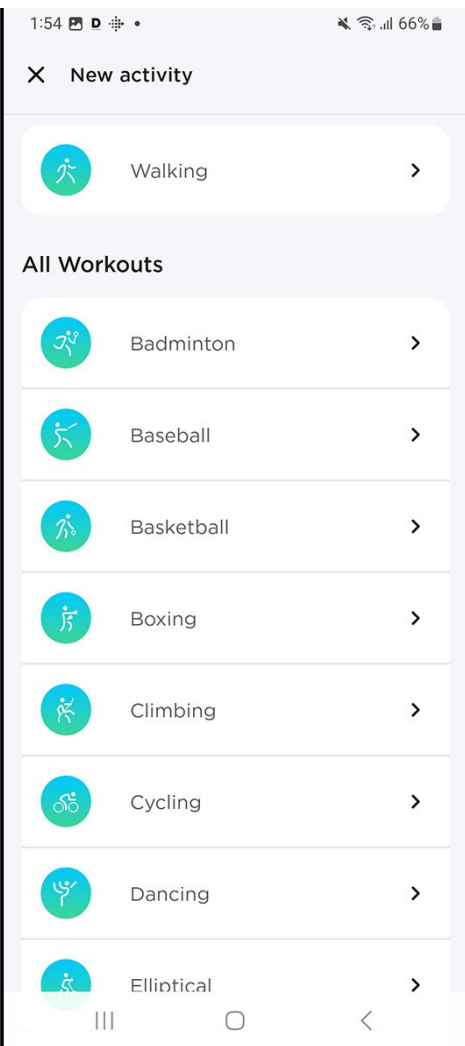 1:54 D 66%
New activity
Walking
All Workouts
Badminton
Baseball
Basketball
Boxing
Climbing
Cycling
Dancing
Elliptical